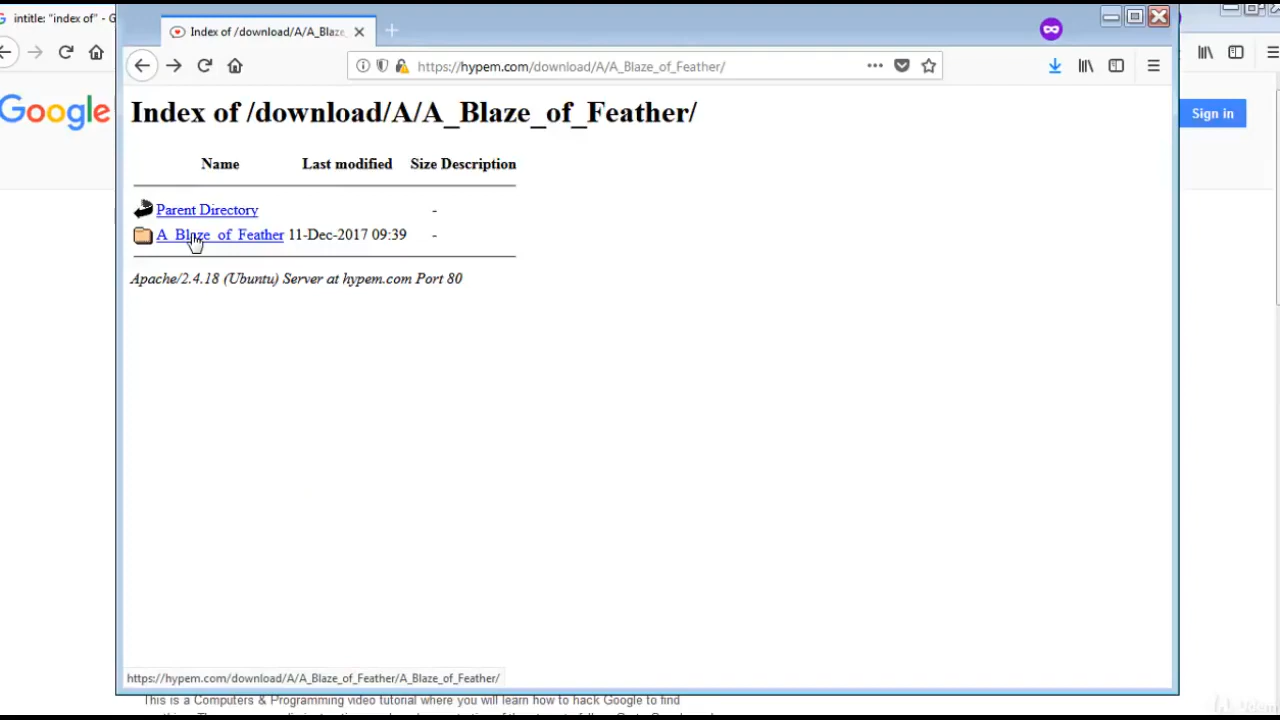 intitle: "index of" - G
Index of /download/A/A_Blaze_
https://hypem.com/download/A/A_Blaze_of_Feather/
Google
Sign in
Index of /download/A/A_Blaze_of_Feather/
Name Last modified Size Description
Parent Directory -
A_Blaze_of_Feather 11-Dec-2017 09:39 -
Apache/2.4.18 (Ubuntu) Server at hypem.com Port 80
https://hypem.com/download/A/A_Blaze_of_Feather/A_Blaze_of_Feather/
This is a Computers & Programming video tutorial where you will learn how to hack Google to find